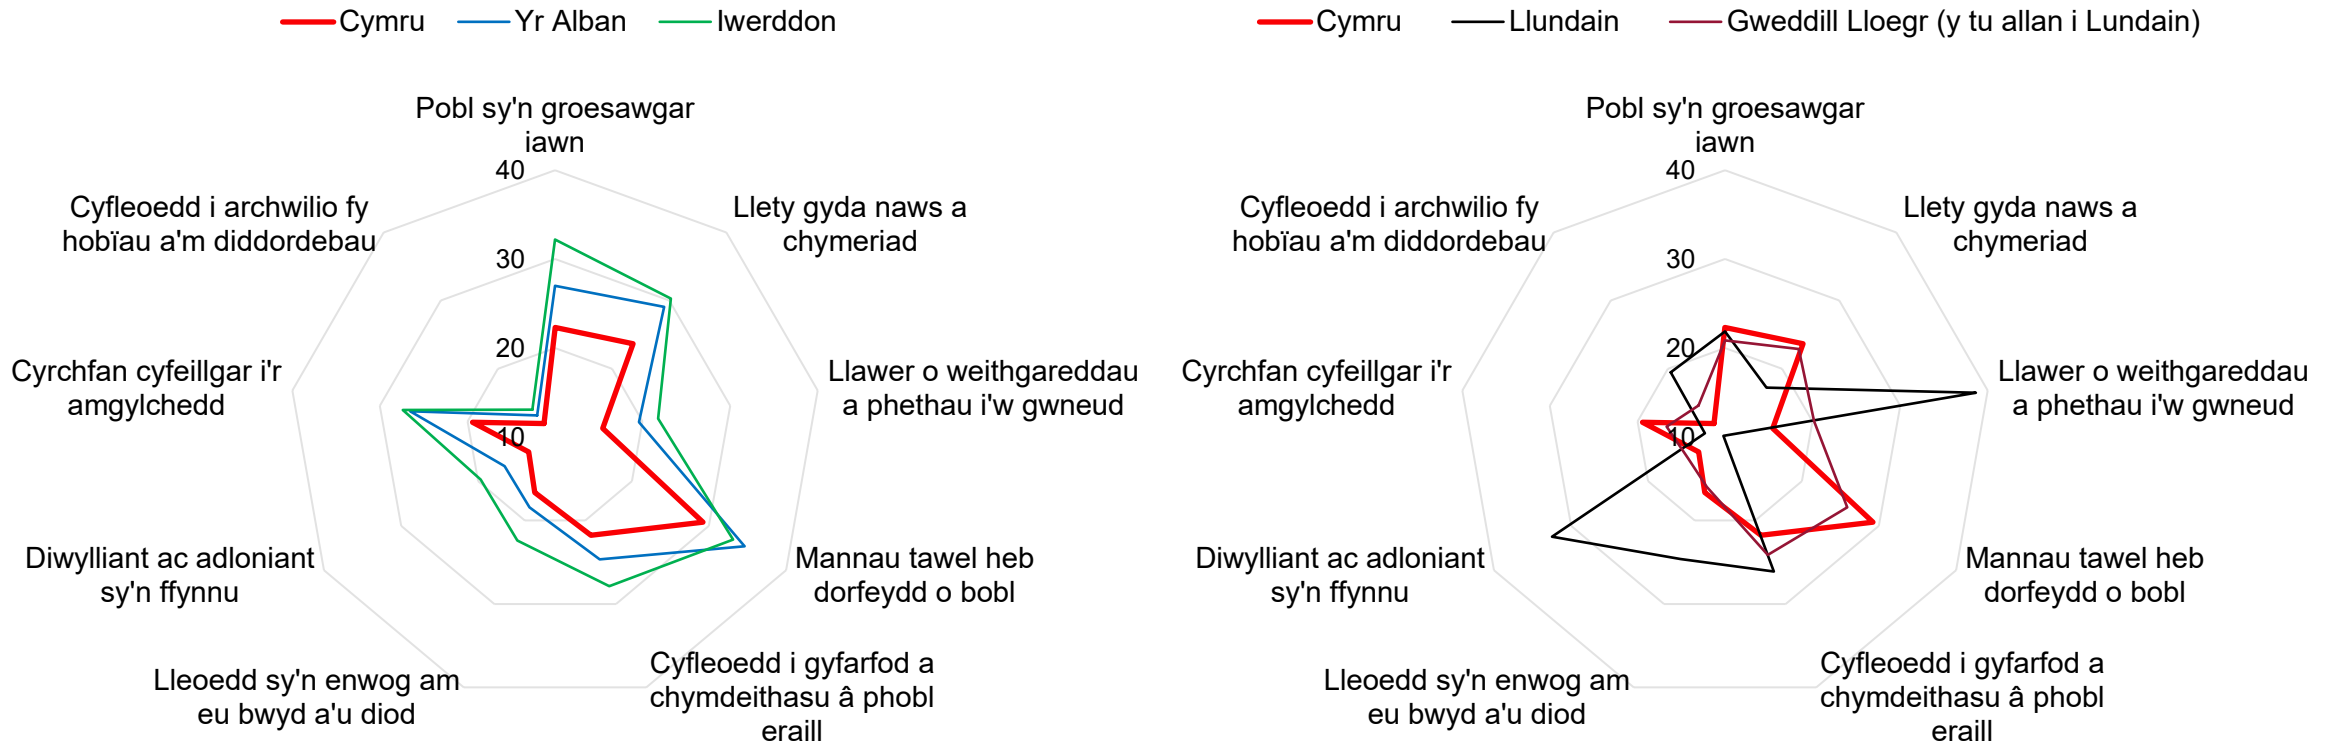 Cymru
Yr Alban
Iwerddon
Pobl sy'n groesawgar
iawn
Llety gyda naws a
chymeriad
Llawer o weithgareddau
a phethau i'w gwneud
Mannau tawel heb
dorfeydd o bobl
Cyfleoedd i gyfarfod a
chymdeithasu â phobl
eraill
Lleoedd sy'n enwog am
eu bwyd a'u diod
Diwylliant ac adloniant
sy'n ffynnu
Cyrchfan cyfeillgar i'r
amgylchedd
Cyfleoedd i archwilio fy
hobïau a'm diddordebau
40
30
20
10
Cymru
Llundain
Gweddill Lloegr (y tu allan i Lundain)
Pobl sy'n groesawgar
iawn
Llety gyda naws a
chymeriad
Llawer o weithgareddau
a phethau i'w gwneud
Mannau tawel heb
dorfeydd o bobl
Cyfleoedd i gyfarfod a
chymdeithasu â phobl
eraill
Lleoedd sy'n enwog am
eu bwyd a'u diod
Diwylliant ac adloniant
sy'n ffynnu
Cyrchfan cyfeillgar i'r
amgylchedd
Cyfleoedd i archwilio fy
hobïau a'm diddordebau
40
30
20
10